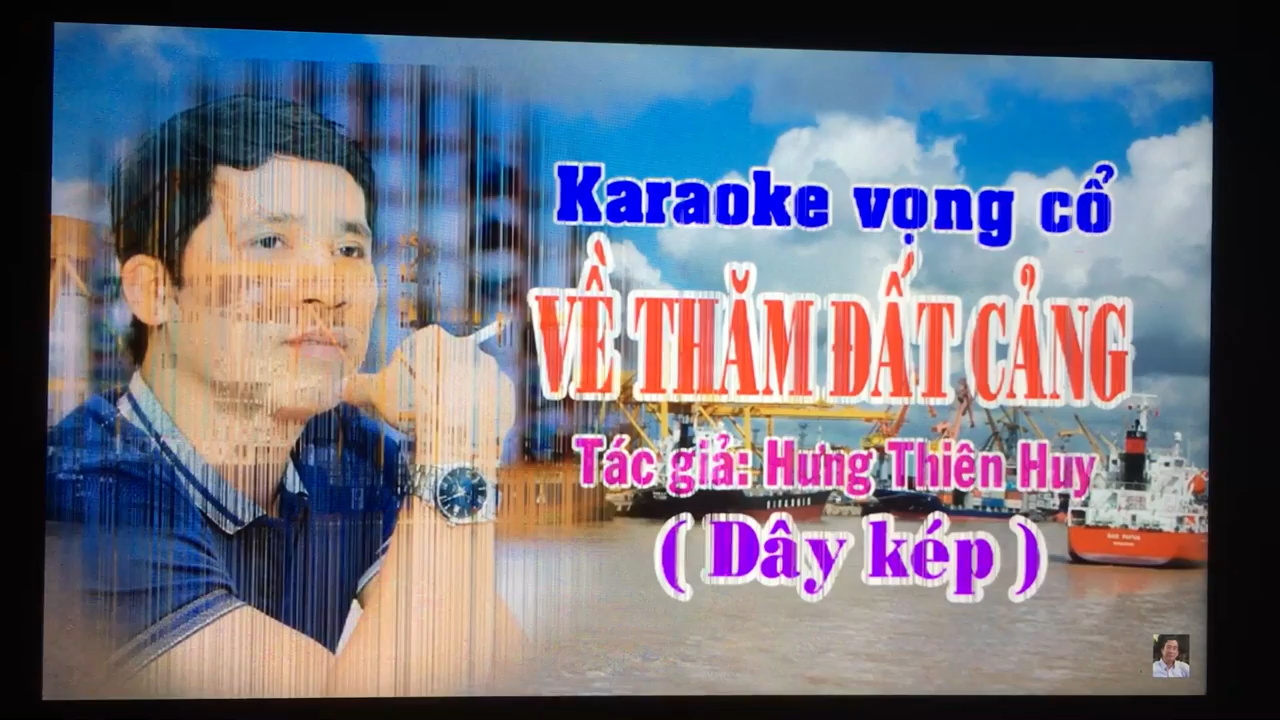 Karaoke vọng cổ
VỀ THĂM ĐẤT CẢNG
Tác giả: Hưng Thiên Huy
( Dây kép )